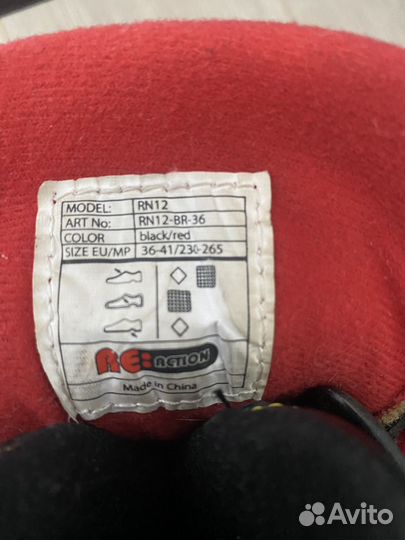 MODEL: RN12
ART No: RN12-BR-36
COLOR black/red
SIZE EU/MP 36-41/230-265
RE:ACTION
Made in China
Avito